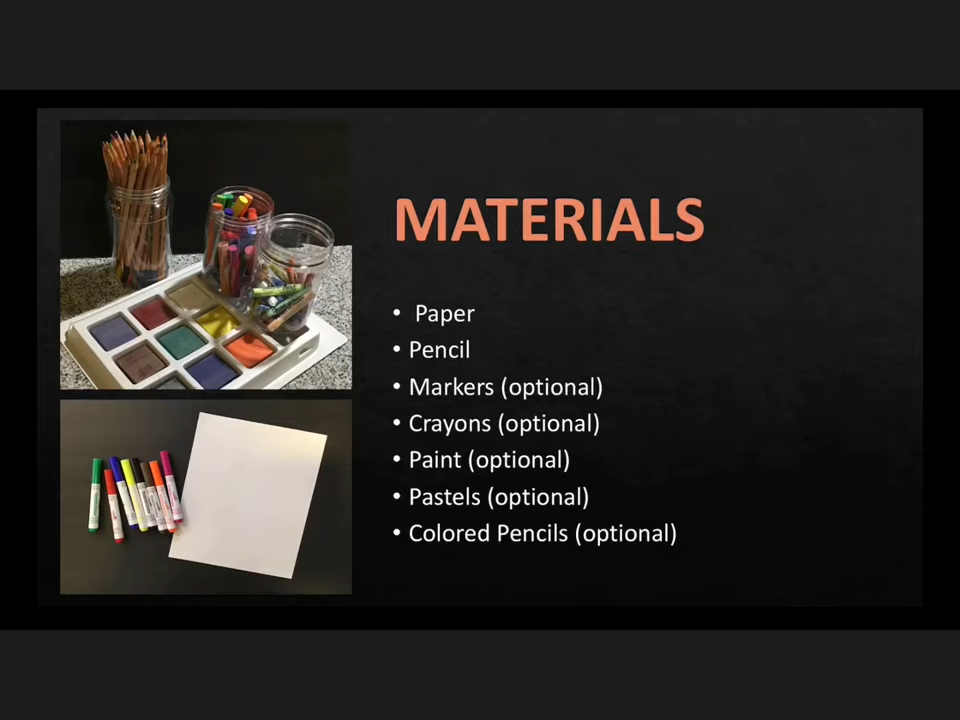 MATERIALS
• Paper
• Pencil
• Markers (optional)
• Crayons (optional)
• Paint (optional)
• Pastels (optional)
• Colored Pencils (optional)